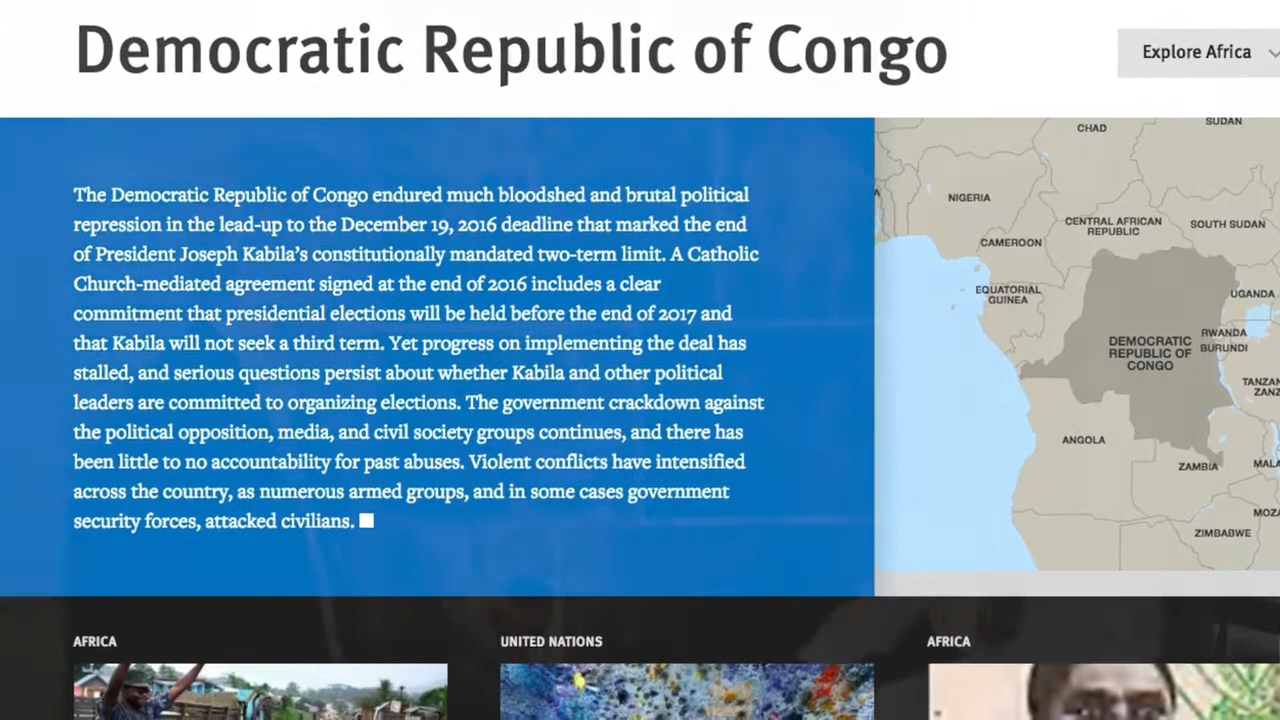 Democratic Republic of Congo
Explore Africa
The Democratic Republic of Congo endured much bloodshed and brutal political
repression in the lead-up to the December 19, 2016 deadline that marked the end
of President Joseph Kabila’s constitutionally mandated two-term limit. A Catholic
Church-mediated agreement signed at the end of 2016 includes a clear
commitment that presidential elections will be held before the end of 2017 and
that Kabila will not seek a third term. Yet progress on implementing the deal has
stalled, and serious questions persist about whether Kabila and other political
leaders are committed to organizing elections. The government crackdown against
the political opposition, media, and civil society groups continues, and there has
been little to no accountability for past abuses. Violent conflicts have intensified
across the country, as numerous armed groups, and in some cases government
security forces, attacked civilians.
CHAD
SUDAN
NIGERIA
CENTRAL AFRICAN
REPUBLIC
SOUTH SUDAN
CAMEROON
EQUATORIAL
GUINEA
UGANDA
RWANDA
BURUNDI
DEMOCRATIC
REPUBLIC OF
CONGO
TANZAN
ZANZ
ANGOLA
ZAMBIA
MALA
MOZA
ZIMBABWE
AFRICA
UNITED NATIONS
AFRICA